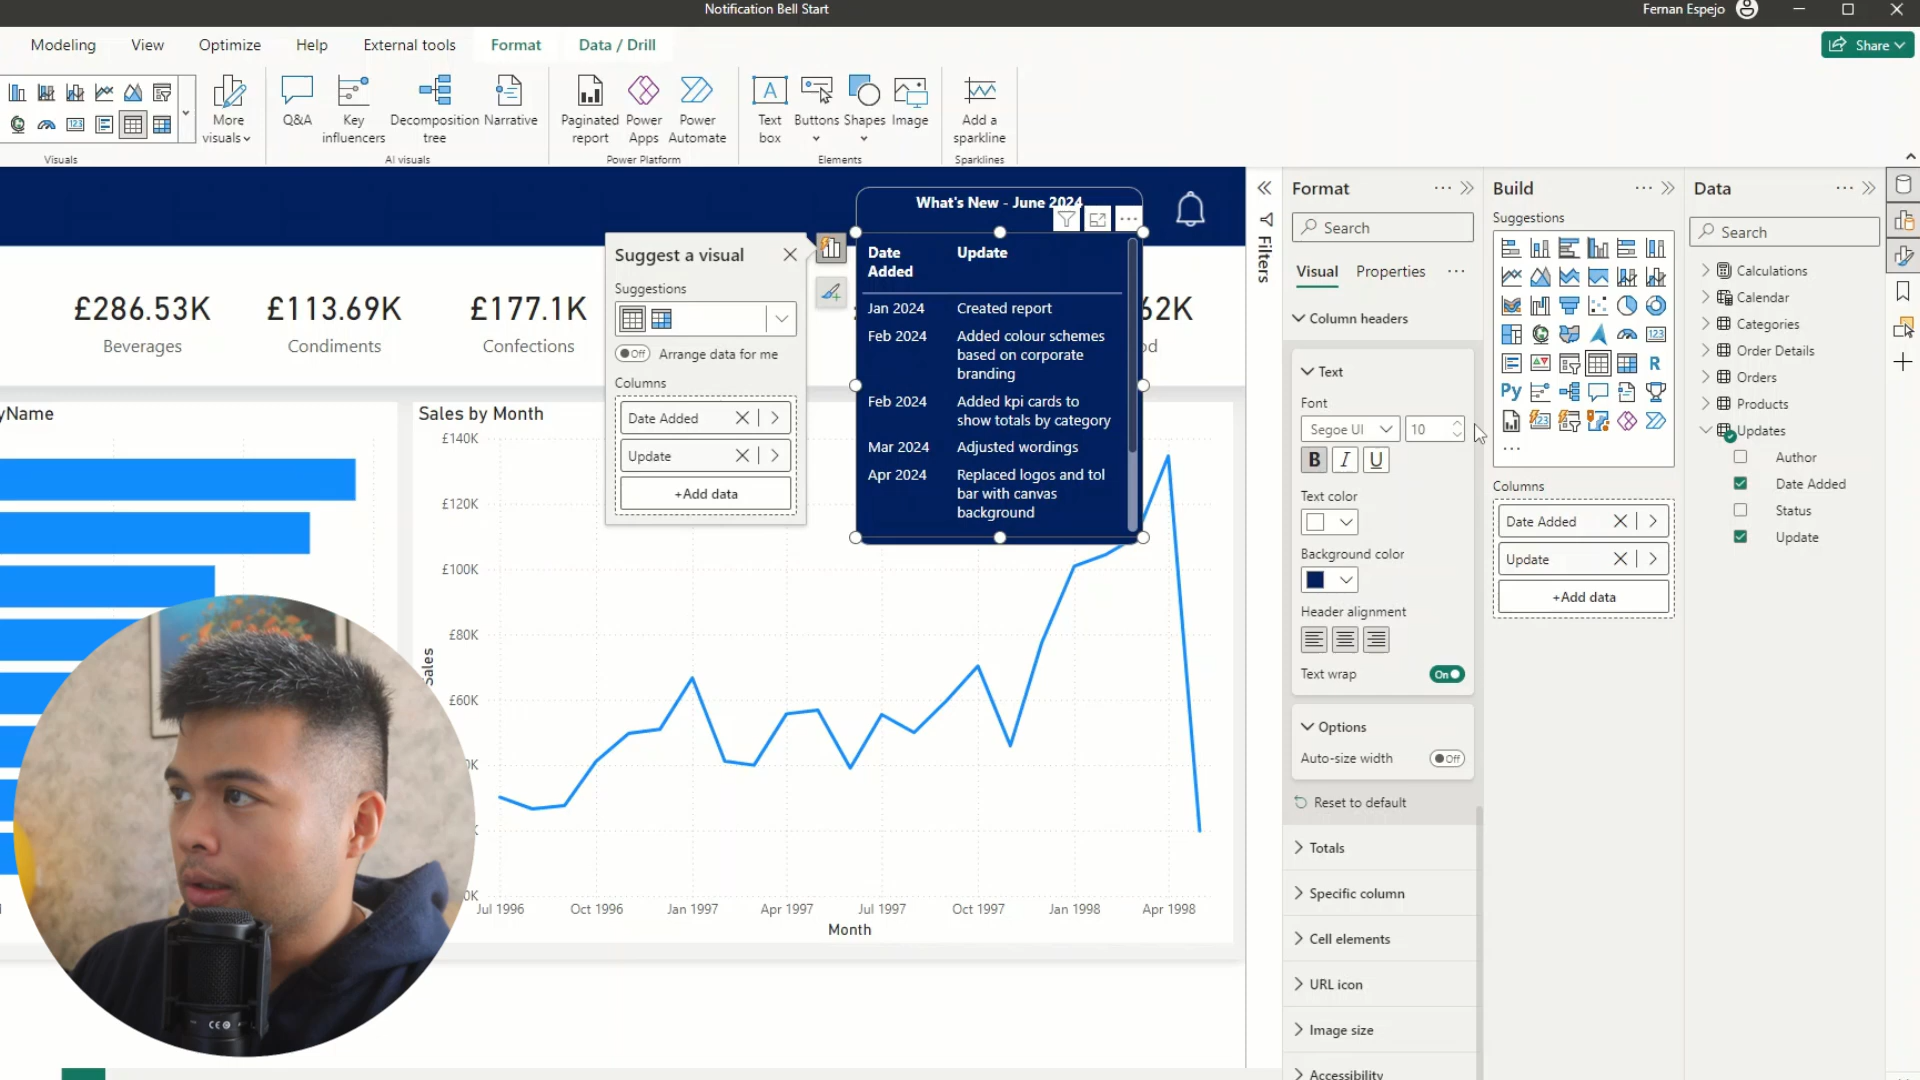 Notification Bell Start
Fernan Espejo
Modeling
View
Optimize
Help
External tools
Format
Data / Drill
Share
More visuals
Q&A
Key influencers
Decomposition tree
Narrative
Paginated report
Power Apps
Power Automate
Text box
Buttons
Shapes
Image
Add a sparkline
Visuals
AI visuals
Power Platform
Elements
Sparklines
What's New - June 2024
Date Added
Update
Jan 2024
Created report
Feb 2024
Added colour schemes
based on corporate
branding
Feb 2024
Added kpi cards to
show totals by category
Mar 2024
Adjusted wordings
Apr 2024
Replaced logos and tol
bar with canvas
background
Suggest a visual
Suggestions
Off
Arrange data for me
Columns
Date Added
Update
+Add data
£286.53K
Beverages
£113.69K
Condiments
£177.1K
Confections
62K
d
yName
Sales by Month
£140K
£120K
£100K
£80K
£60K
0K
K
0K
Sales
Jul 1996
Oct 1996
Jan 1997
Apr 1997
Jul 1997
Oct 1997
Jan 1998
Apr 1998
Month
Filters
Format
Search
Visual
Properties
Column headers
Text
Font
Segoe UI
10
B
I
U
Text color
Background color
Header alignment
Text wrap
On
Options
Auto-size width
Off
Reset to default
Totals
Specific column
Cell elements
URL icon
Image size
Accessibility
Build
Suggestions
123
R
Py
123
Columns
Date Added
Update
+Add data
Data
Search
Calculations
Calendar
Categories
Order Details
Orders
Products
Updates
Author
Date Added
Status
Update